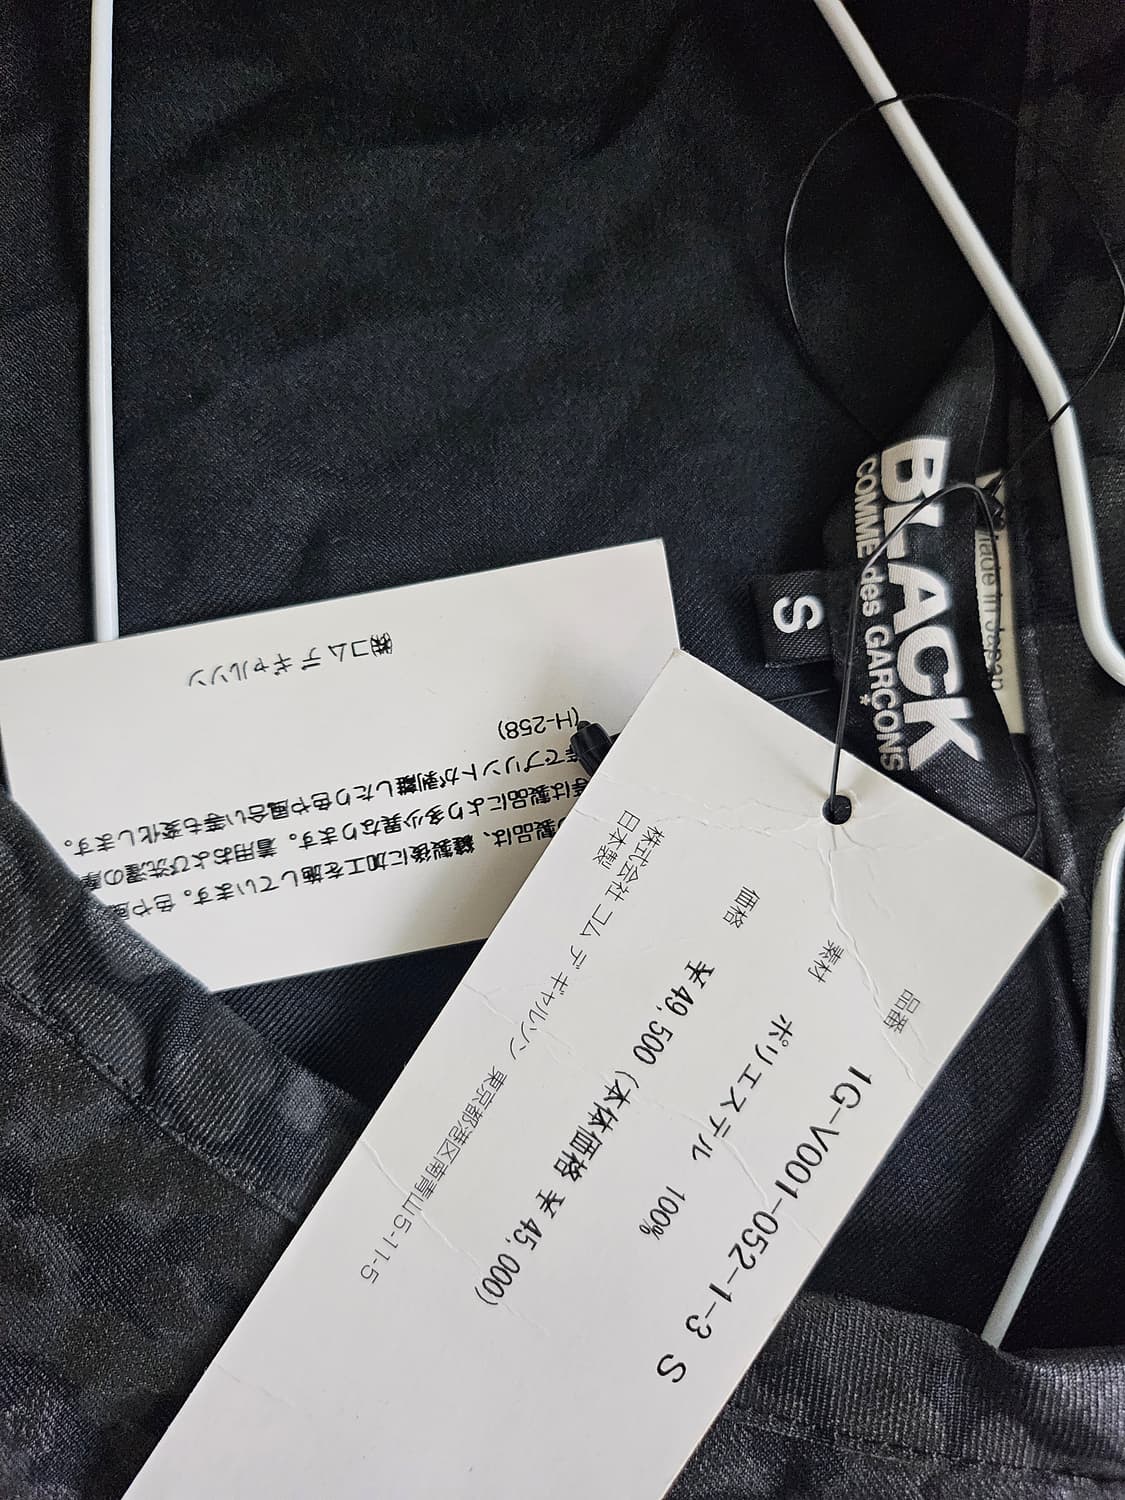 BLACK
COMME des GARÇONS
Made in Japan
S
品番 1G-V001-052-1-3 S
素材 ポリエステル 100%
価格 ¥49,500 (本体価格 ¥45,000)
日本製
株式会社 コム デ ギャルソン 東京都港区南青山5-11-5
製品は、縫製後に加工を施しています。色や風
は製品により多少異なります。着用および洗濯の摩
でプリントが剥離したり色や風合い等も変化します。
(H-258)
㈱コム デ ギャルソン